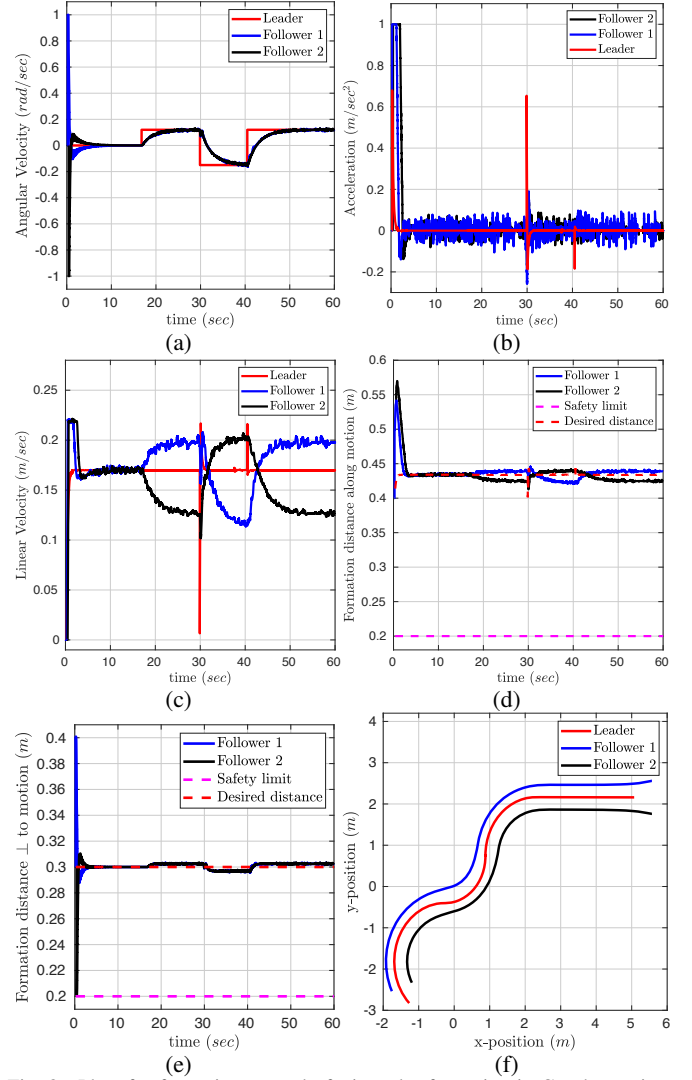 1
0.8
0.6
0.4
0.2
0
-0.2
-0.4
-0.6
-0.8
-1
Angular Velocity (rad/sec)
0 10 20 30 40 50 60
time (sec)
Leader
Follower 1
Follower 2
(a)
1
0.8
0.6
0.4
0.2
0
-0.2
Acceleration (m/sec²)
0 10 20 30 40 50 60
time (sec)
Follower 2
Follower 1
Leader
(b)
0.25
0.2
0.15
0.1
0.05
0
Linear Velocity (m/sec)
0 10 20 30 40 50 60
time (sec)
Leader
Follower 1
Follower 2
(c)
0.6
0.55
0.5
0.45
0.4
0.35
0.3
0.25
0.2
Formation distance along motion (m)
0 10 20 30 40 50 60
time (sec)
Follower 1
Follower 2
Safety limit
Desired distance
(d)
0.4
0.38
0.36
0.34
0.32
0.3
0.28
0.26
0.24
0.22
0.2
Formation distance ⊥ to motion (m)
0 10 20 30 40 50 60
time (sec)
Follower 1
Follower 2
Safety limit
Desired distance
(e)
4
3
2
1
0
-1
-2
-3
y-position (m)
-2 -1 0 1 2 3 4 5 6
x-position (m)
Leader
Follower 1
Follower 2
(f)